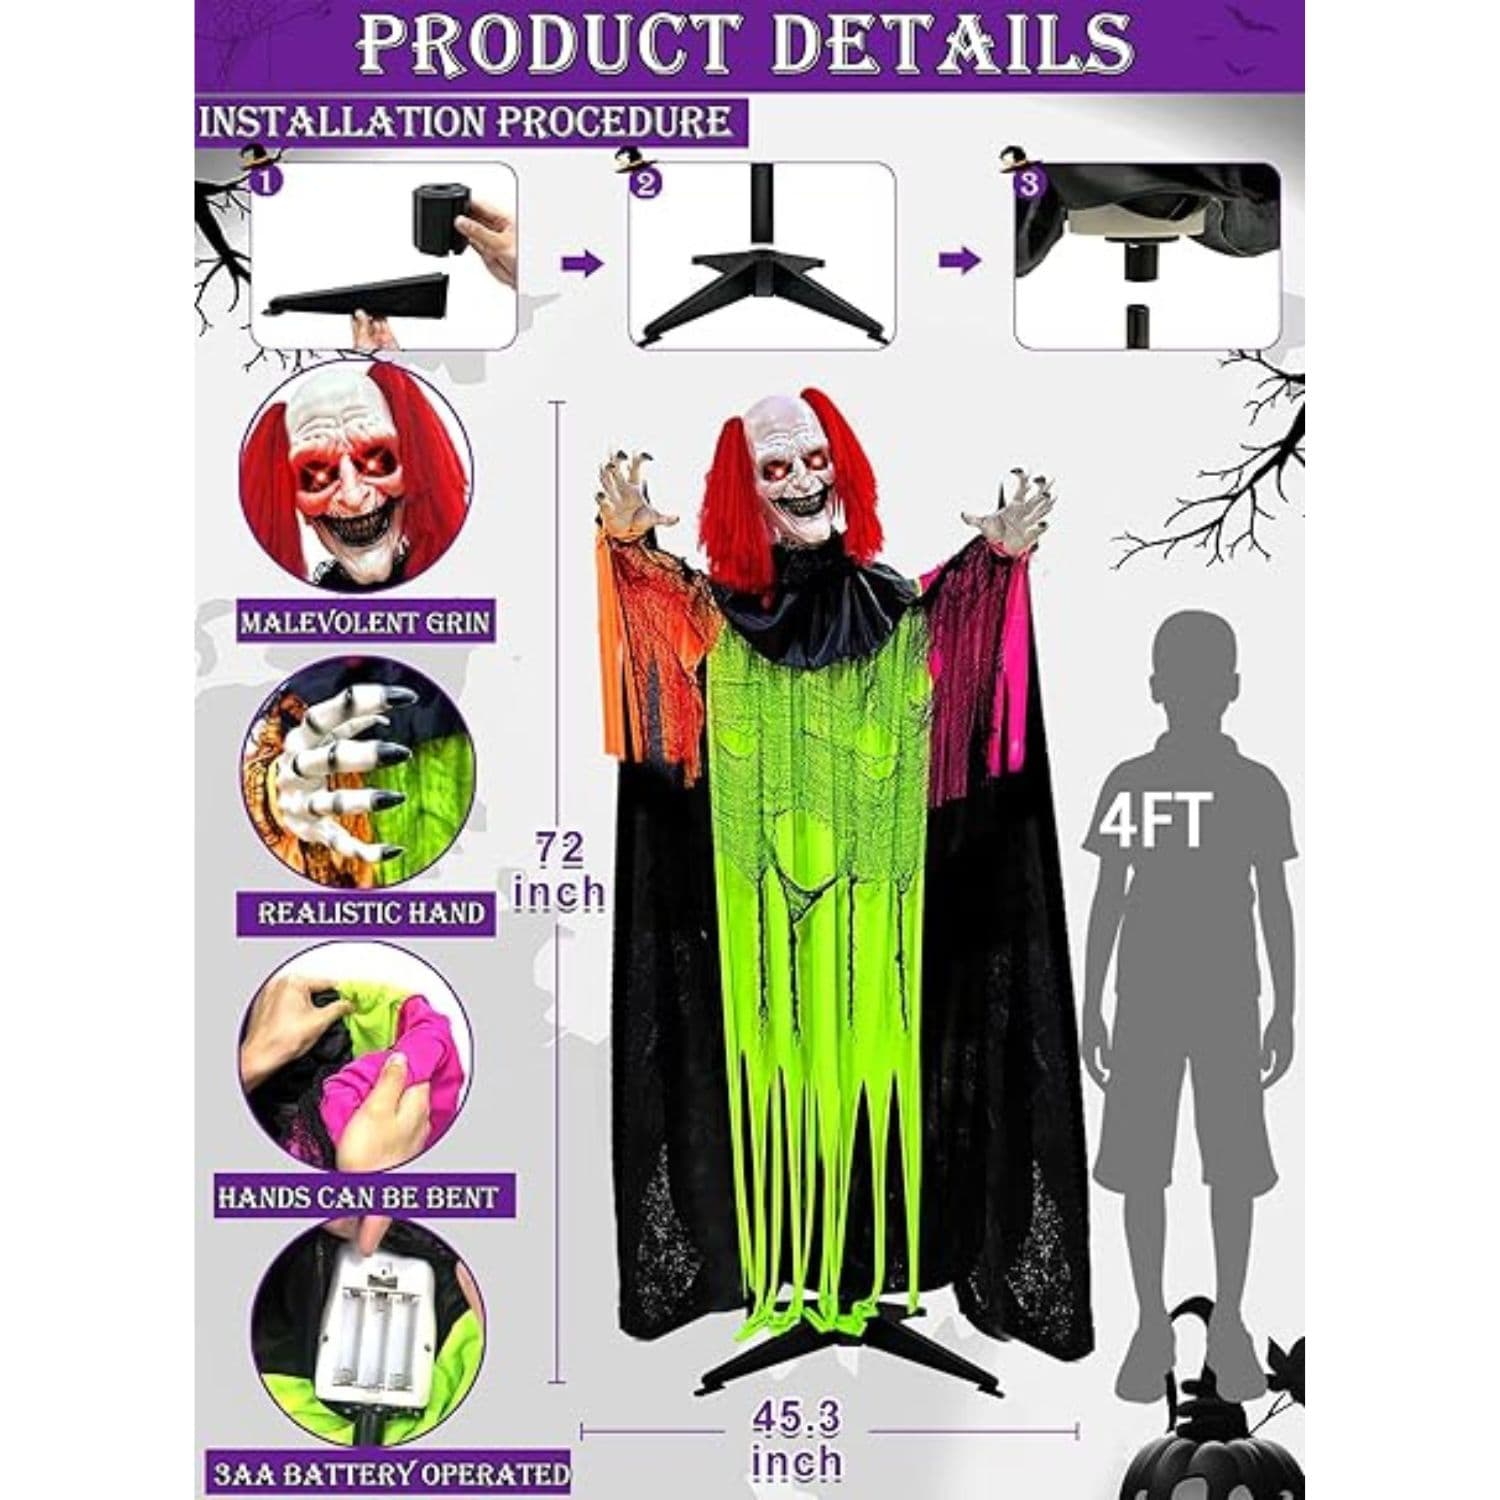 PRODUCT DETAILS
INSTALLATION PROCEDURE
1
2
3
MALEVOLENT GRIN
REALISTIC HAND
HANDS CAN BE BENT
3AA BATTERY OPERATED
72
inch
4FT
45.3
inch